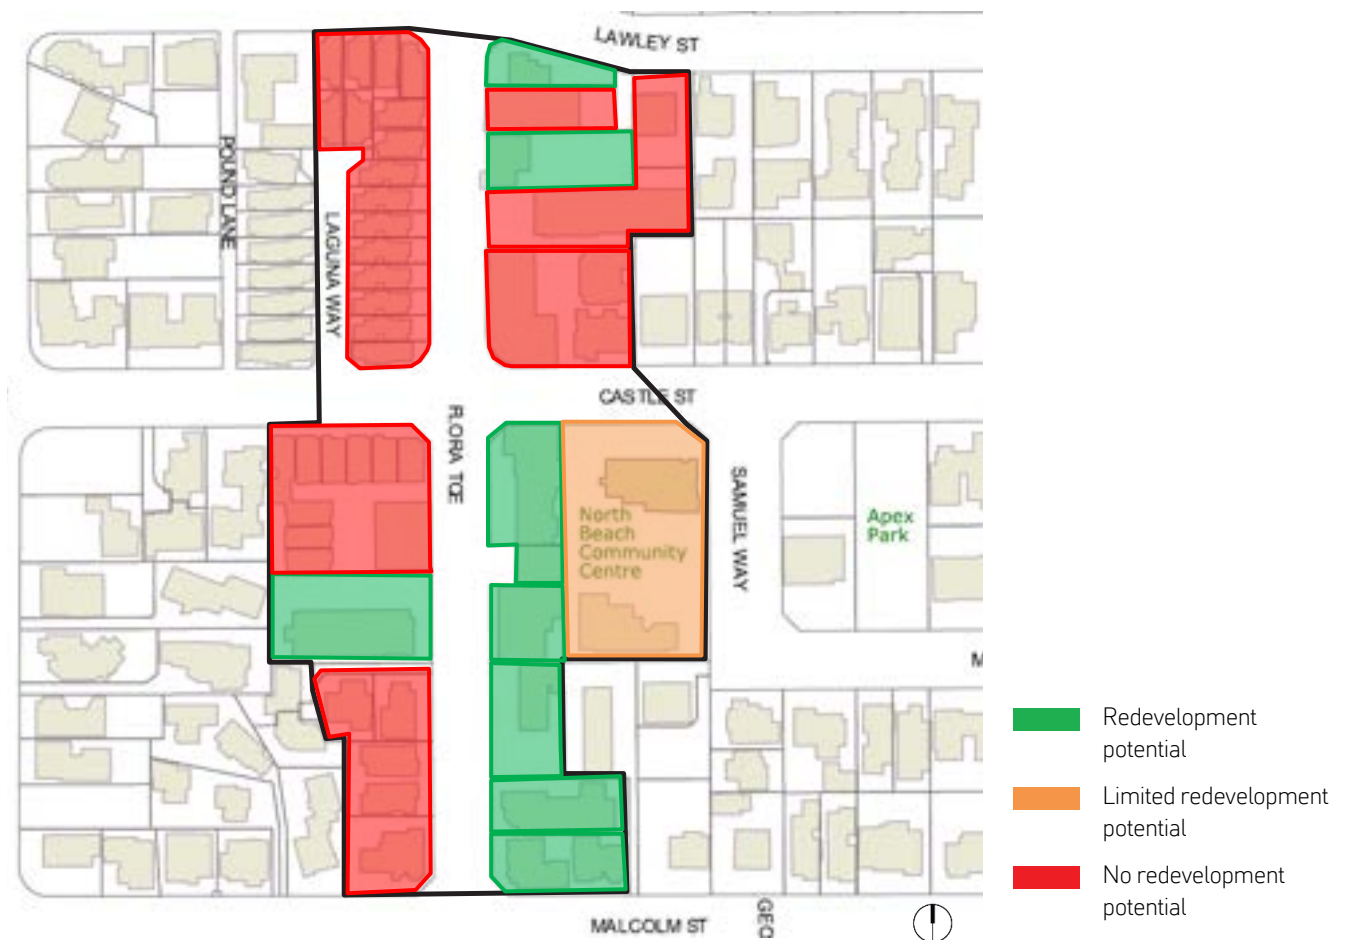 LAWLEY ST
POUND LANE
LAGUNA WAY
CASTLE ST
FLORA TCE
SAMUEL WAY
North
Beach
Community
Centre
Apex
Park
M
MALCOLM ST
GEO
Redevelopment
potential
Limited redevelopment
potential
No redevelopment
potential